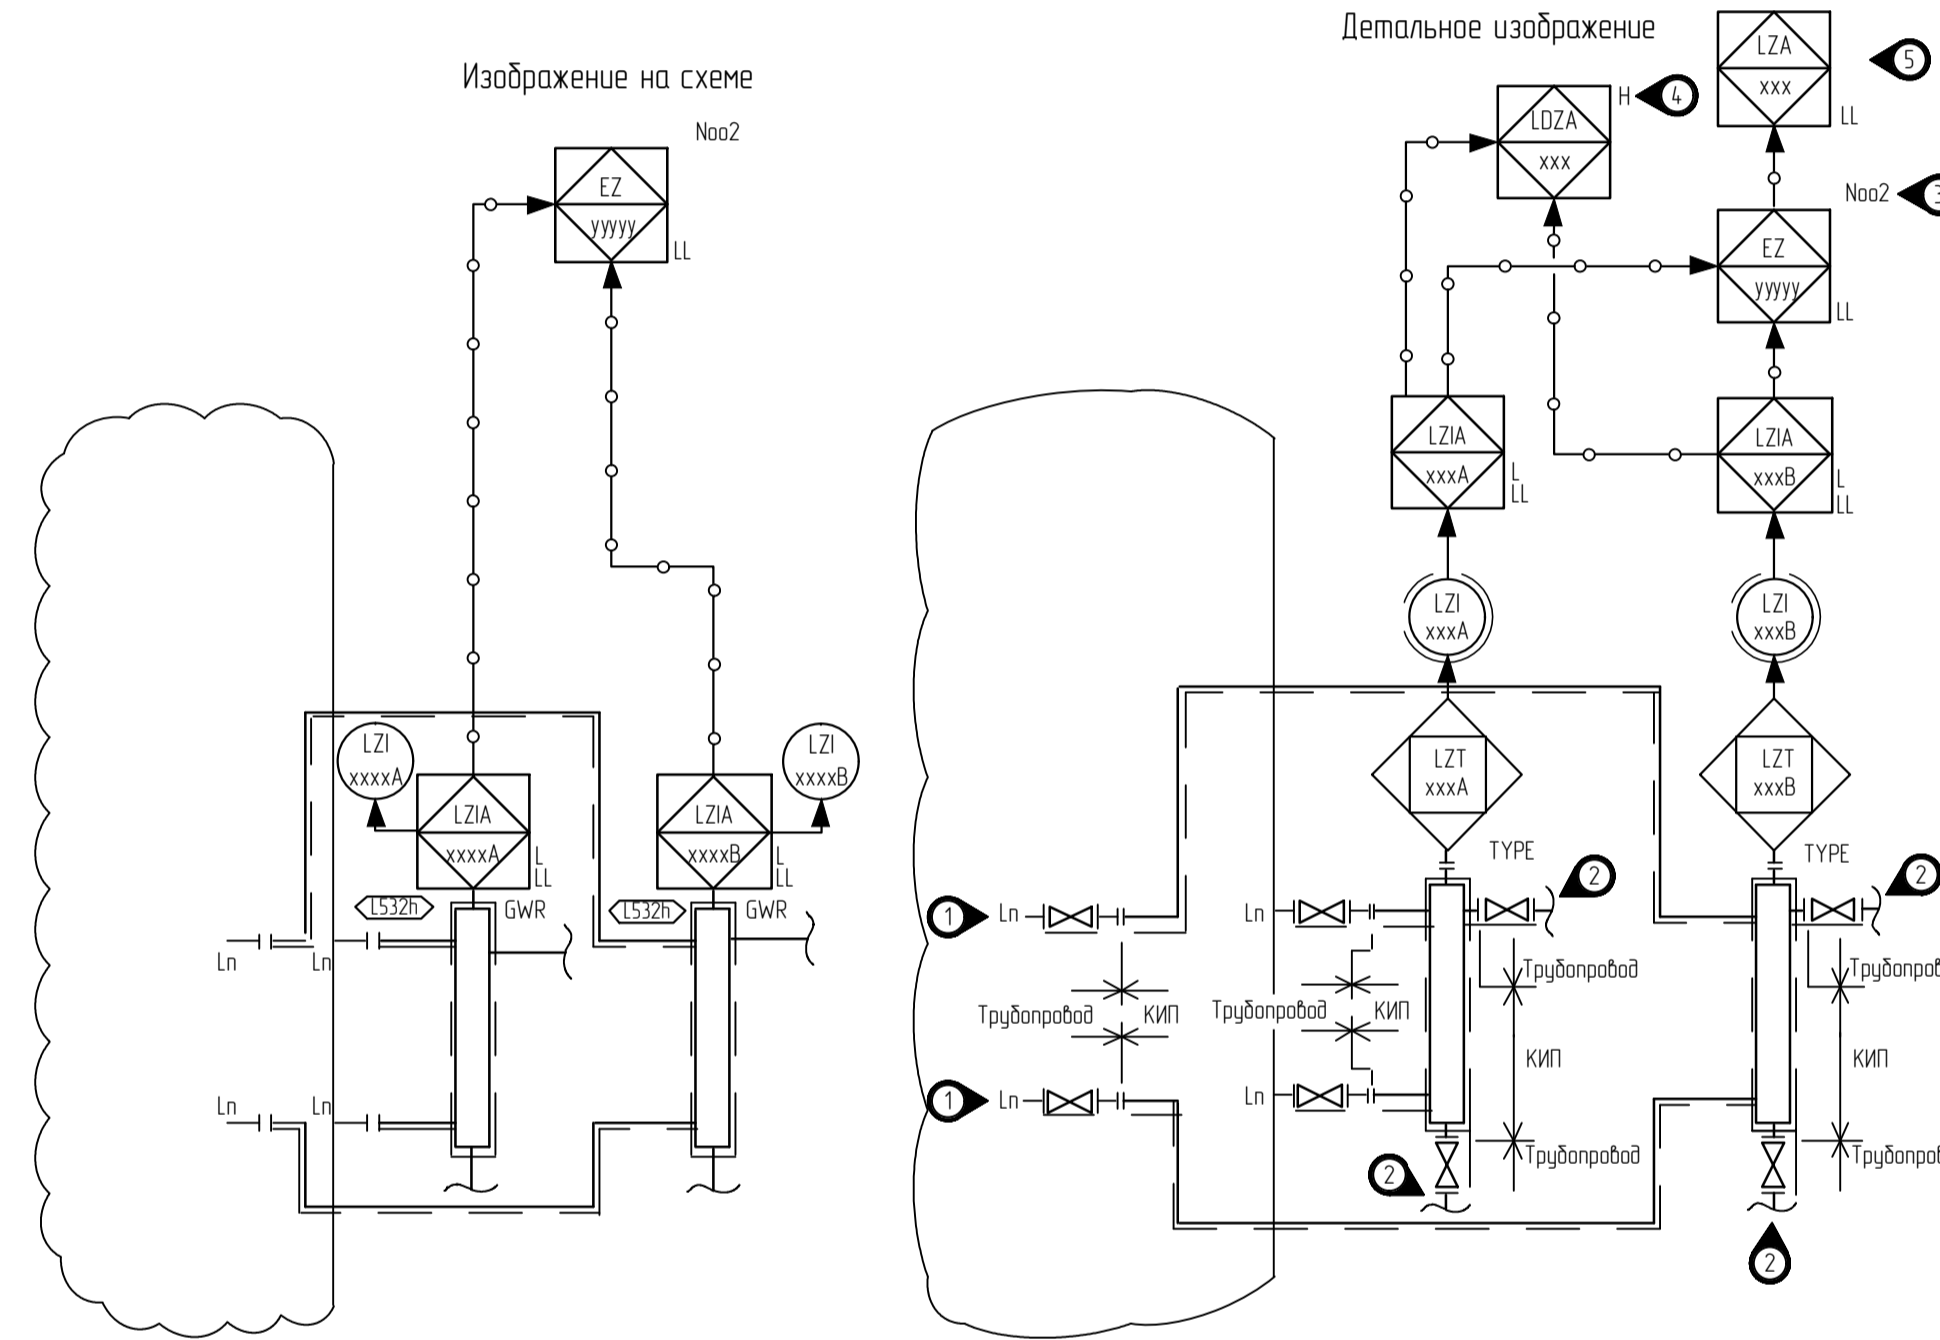 Изображение на схеме
Noo2
EZ
yyyyy
LL
LZI
xxxxA
LZIA
xxxxA
L
LL
LZIA
xxxxB
L
LL
LZI
xxxxB
L532h
GWR
L532h
GWR
Ln
Ln
Ln
Ln
Детальное изображение
LZA
xxx
LL
5
LDZA
xxx
H
4
Noo2
3
EZ
yyyyy
LL
LZIA
xxxA
L
LL
LZIA
xxxB
L
LL
LZI
xxxA
LZI
xxxB
LZT
xxxA
LZT
xxxB
TYPE
2
TYPE
2
1
Ln
Ln
Трубопровод
КИП
Трубопровод
КИП
Трубопровод
КИП
Трубопровод
Трубопров
КИП
Трубопров
1
Ln
Ln
2
2